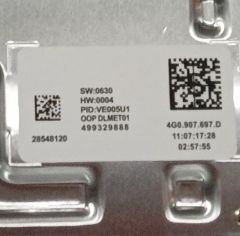 SW:0630
HW:0004
PID:VE005U1
OOP DLMET01
499329888
28548120
4G0.907.697.D
11:07:17:28
02:57:55